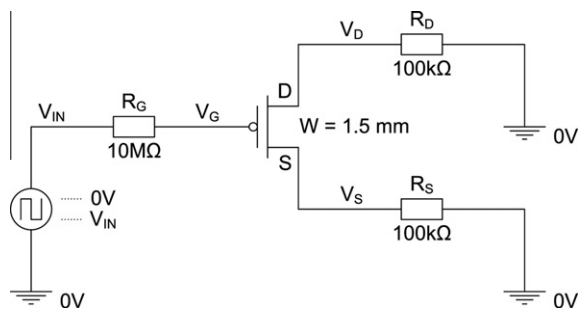 V_D
R_D
100kΩ
0V
D
V_IN
R_G
10MΩ
V_G
W = 1.5 mm
S
0V
V_IN
0V
V_S
R_S
100kΩ
0V